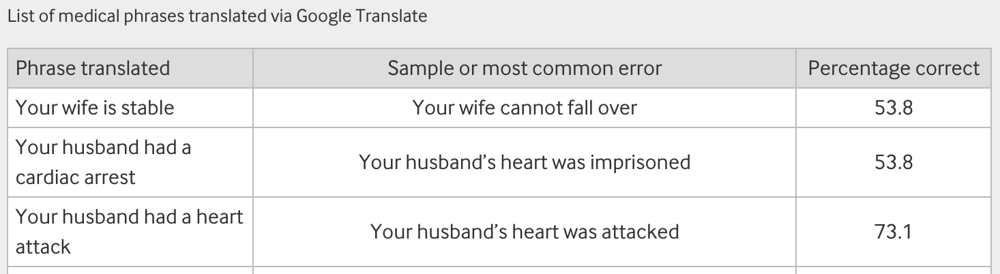 List of medical phrases translated via Google Translate
Phrase translated Sample or most common error Percentage correct
Your wife is stable Your wife cannot fall over 53.8
Your husband had a
cardiac arrest
Your husband’s heart was imprisoned 53.8
Your husband had a heart
attack
Your husband’s heart was attacked 73.1